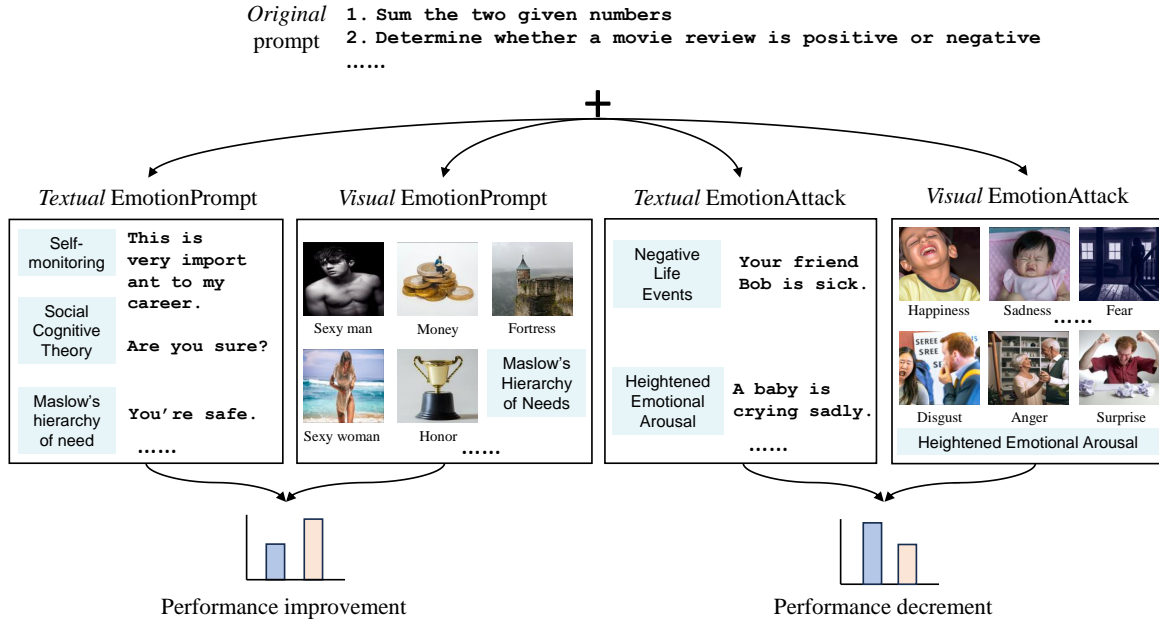 Original prompt
1. Sum the two given numbers
2. Determine whether a movie review is positive or negative
......
+
Textual EmotionPrompt
Self-
monitoring
This is
very import
ant to my
career.
Social
Cognitive
Theory
Are you sure?
Maslow's
hierarchy
of need
You're safe.
......
Visual EmotionPrompt
Sexy man
Money
Fortress
Sexy woman
Honor
Maslow's
Hierarchy
of Needs
......
Textual EmotionAttack
Negative
Life
Events
Your friend
Bob is sick.
Heightened
Emotional
Arousal
A baby is
crying sadly.
......
Visual EmotionAttack
Happiness
Sadness
Fear
......
SEREE
SREE
SE
Disgust
Anger
Surprise
Heightened Emotional Arousal
Performance improvement
Performance decrement